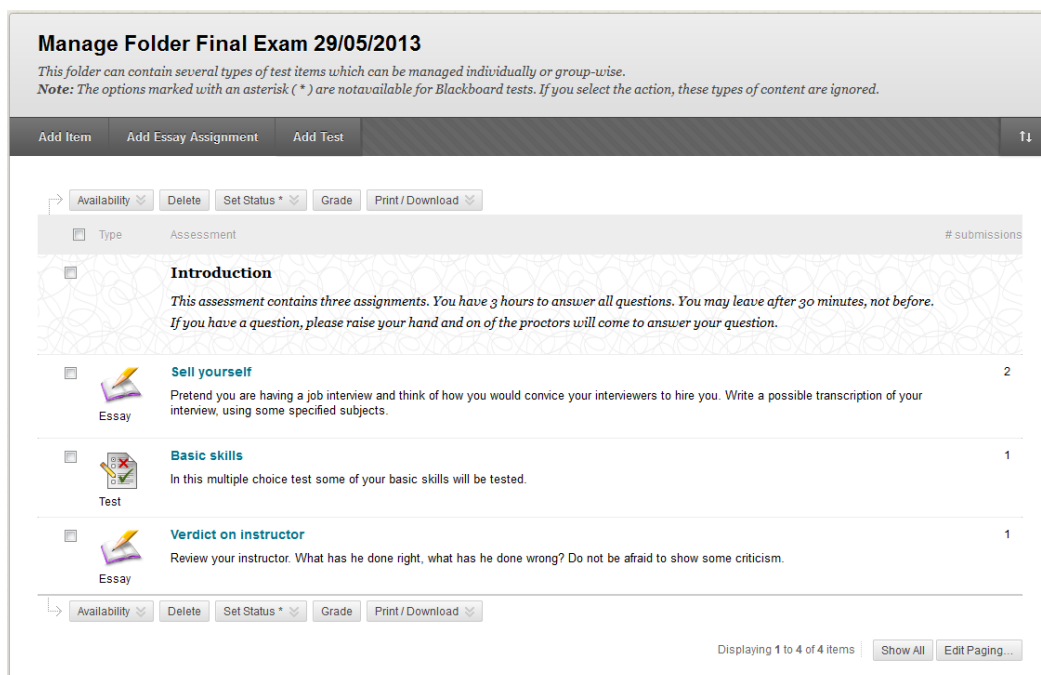 Manage Folder Final Exam 29/05/2013
This folder can contain several types of test items which can be managed individually or group-wise.
Note: The options marked with an asterisk ( * ) are notavailable for Blackboard tests. If you select the action, these types of content are ignored.
Add Item Add Essay Assignment Add Test
Availability Delete Set Status * Grade Print / Download
Type Assessment # submissions
Introduction
This assessment contains three assignments. You have 3 hours to answer all questions. You may leave after 30 minutes, not before.
If you have a question, please raise your hand and on of the proctors will come to answer your question.
Sell yourself 2
Pretend you are having a job interview and think of how you would convice your interviewers to hire you. Write a possible transcription of your
interview, using some specified subjects.
Essay
Basic skills 1
In this multiple choice test some of your basic skills will be tested.
Test
Verdict on instructor 1
Review your instructor. What has he done right, what has he done wrong? Do not be afraid to show some criticism.
Essay
Availability Delete Set Status * Grade Print / Download
Displaying 1 to 4 of 4 items Show All Edit Paging...